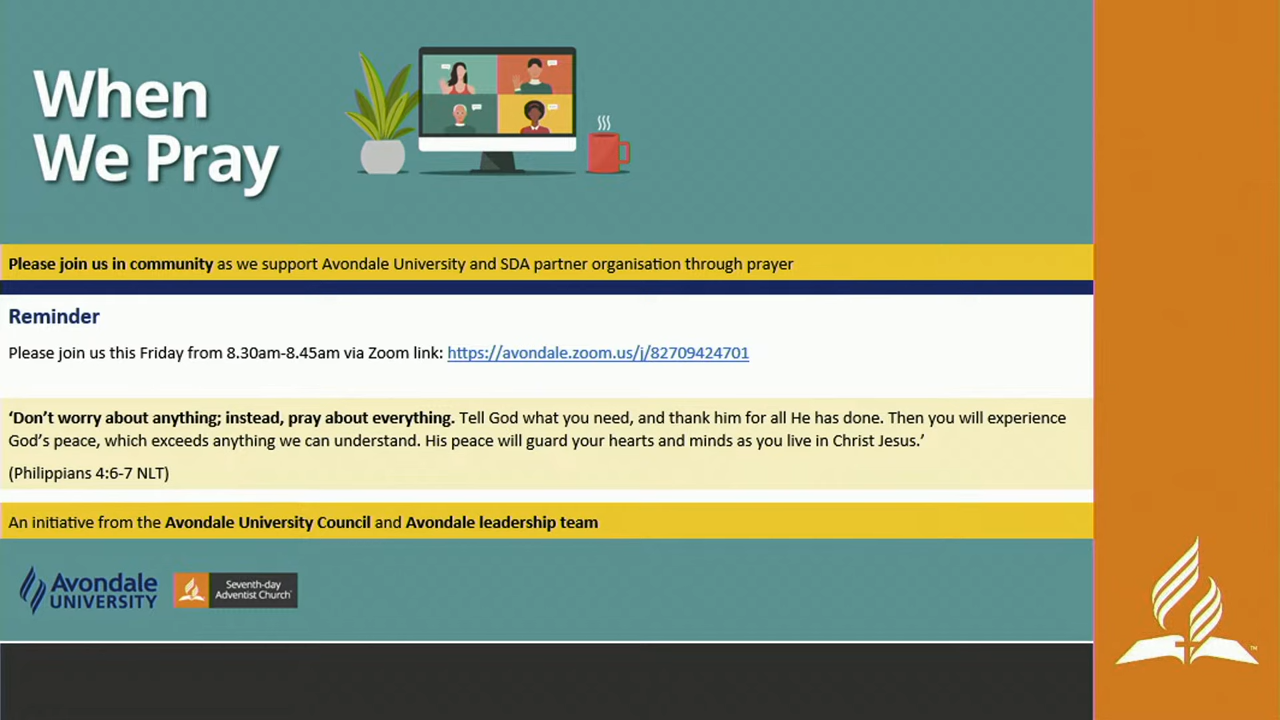 When
We Pray
Please join us in community as we support Avondale University and SDA partner organisation through prayer
Reminder
Please join us this Friday from 8.30am-8.45am via Zoom link: https://avondale.zoom.us/j/82709424701
‘Don’t worry about anything; instead, pray about everything. Tell God what you need, and thank him for all He has done. Then you will experience
God’s peace, which exceeds anything we can understand. His peace will guard your hearts and minds as you live in Christ Jesus.’
(Philippians 4:6-7 NLT)
An initiative from the Avondale University Council and Avondale leadership team
Avondale
UNIVERSITY
Seventh-day
Adventist Church
™